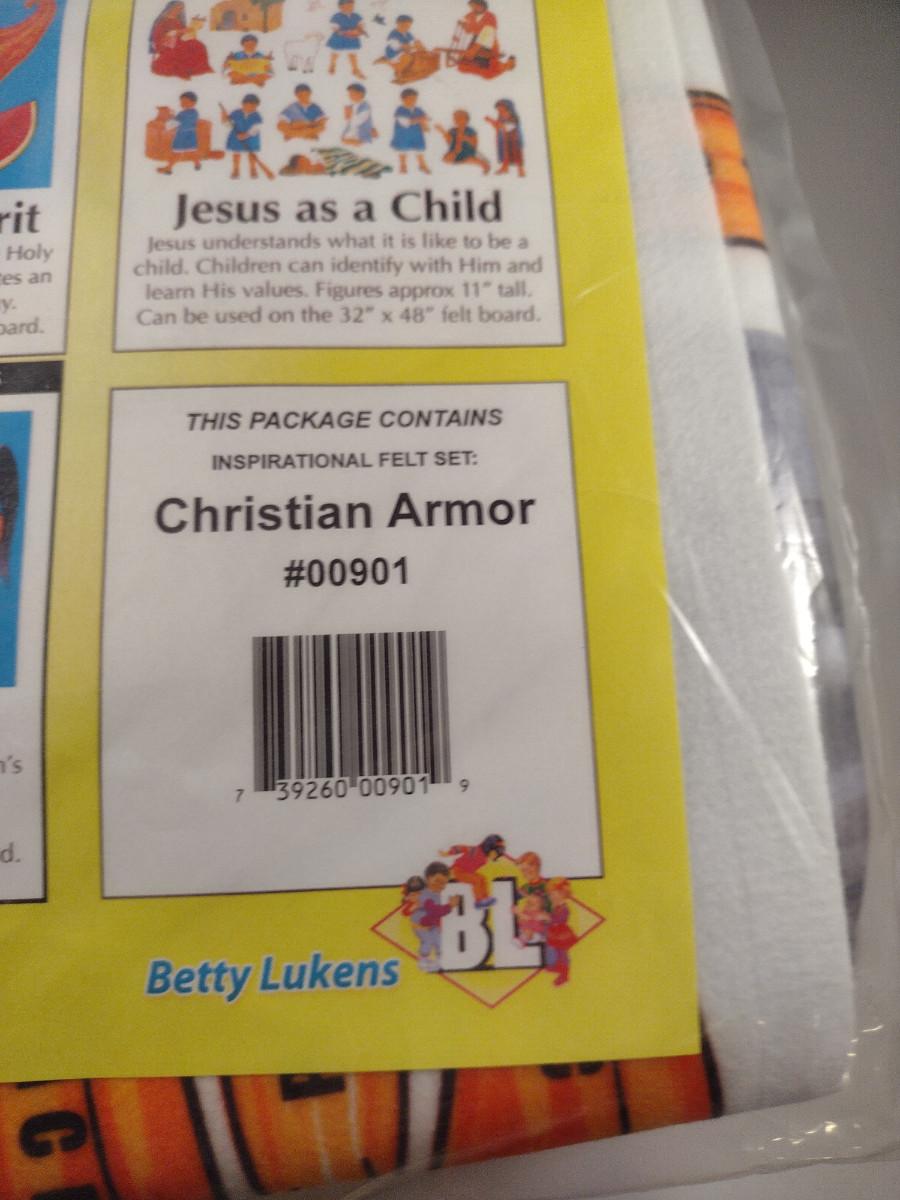 rit
Holy
es an
y.
oard.
Jesus as a Child
Jesus understands what it is like to be a
child. Children can identify with Him and
learn His values. Figures approx 11" tall.
Can be used on the 32" x 48" felt board.
THIS PACKAGE CONTAINS
INSPIRATIONAL FELT SET:
Christian Armor
#00901
7 39260 00901 9
n's
d.
Betty Lukens
BL